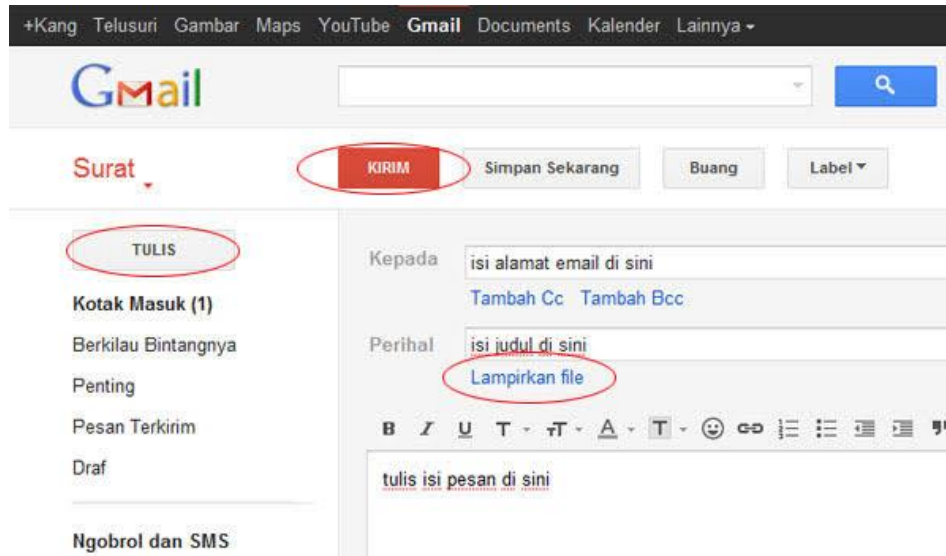 +Kang Telusuri Gambar Maps YouTube Gmail Documents Kalender Lainnya
Gmail
Surat
KIRIM Simpan Sekarang Buang Label
TULIS
Kepada isi alamat email di sini
Tambah Cc Tambah Bcc
Kotak Masuk (1)
Perihal isi judul di sini
Berkilau Bintangnya
Lampirkan file
Penting
Pesan Terkirim
B I U T T A T
Draf
tulis isi pesan di sini
Ngobrol dan SMS